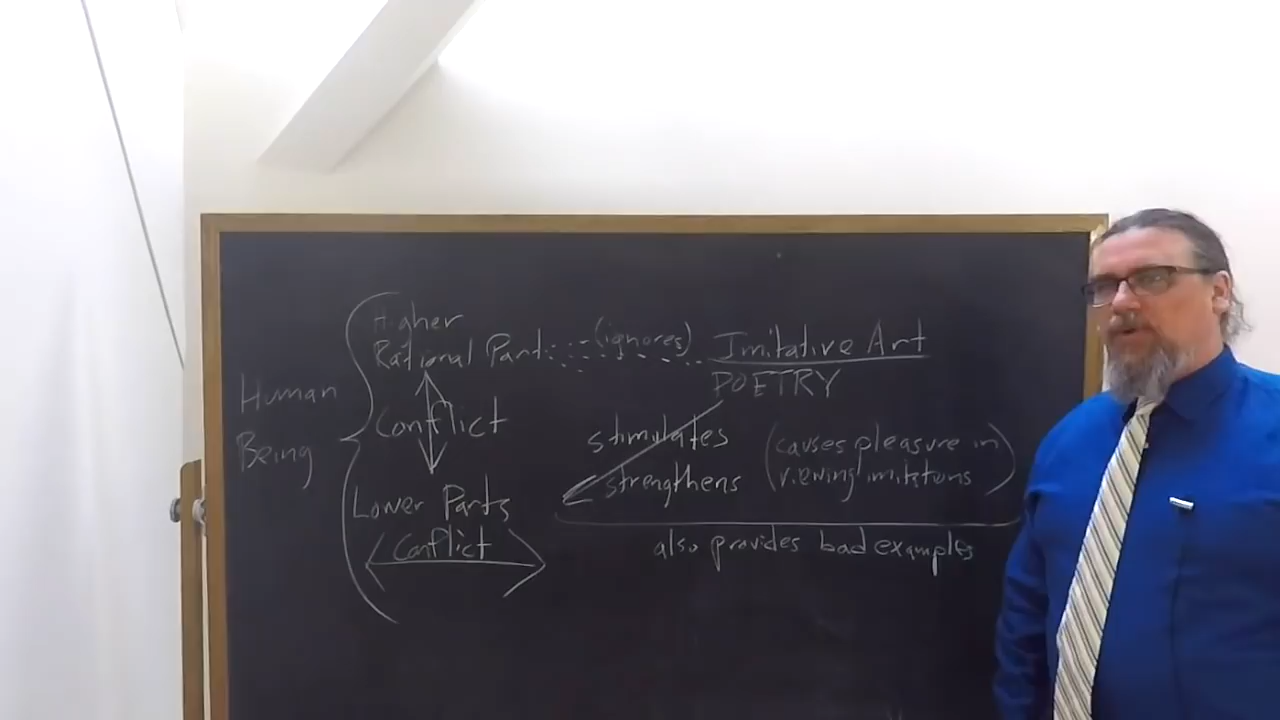 Human
Being
Higher
Rational Part
Conflict
Lower Parts
Conflict
(ignores)
Imitative Art
POETRY
stimulates
strengthens
(causes pleasure in
viewing imitations)
also provides bad examples